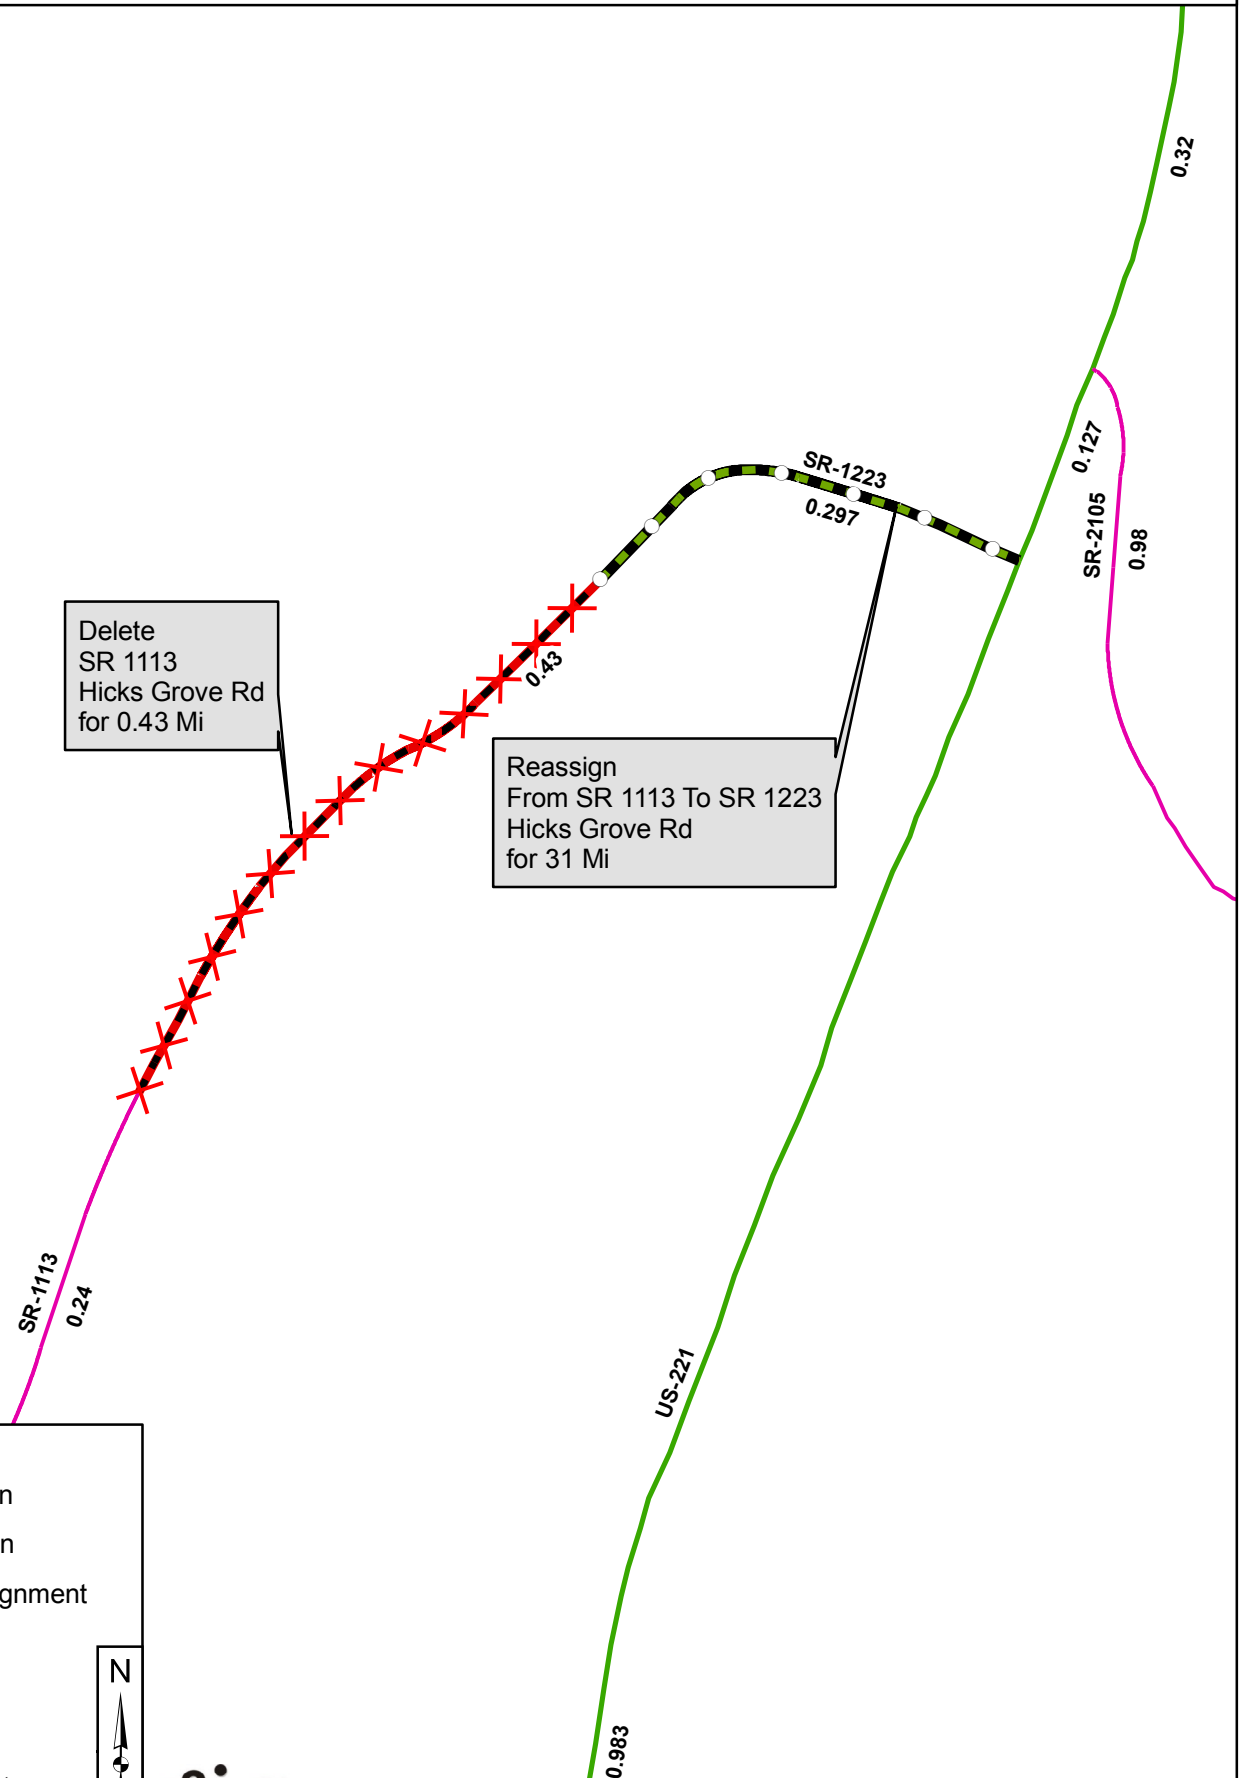 0.32
0.127
SR-2105
0.98
SR-1223
0.297
0.43
Delete
SR 1113
Hicks Grove Rd
for 0.43 Mi
Reassign
From SR 1113 To SR 1223
Hicks Grove Rd
for 31 Mi
SR-1113
0.24
US-221
0.983
n
n
gnment
N